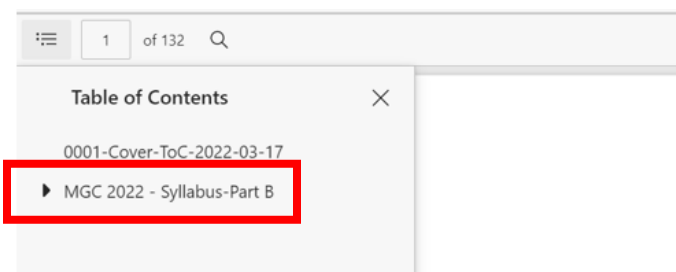 1 of 132
Table of Contents
0001-Cover-ToC-2022-03-17
MGC 2022 - Syllabus-Part B